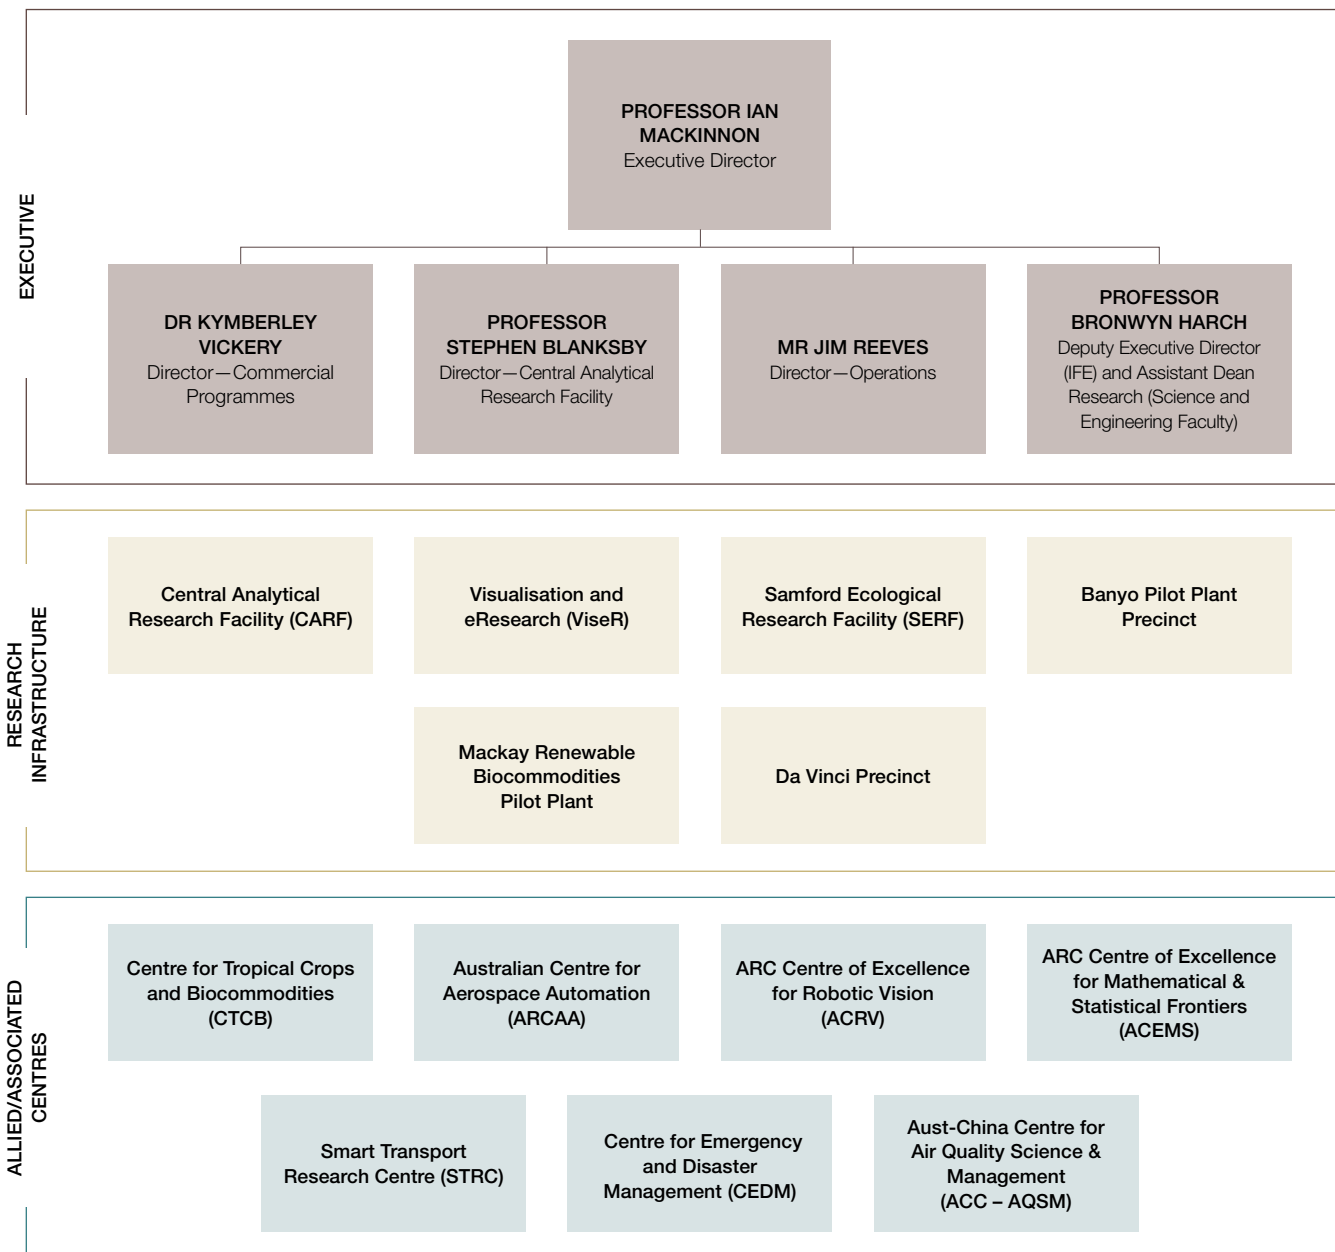 EXECUTIVE
PROFESSOR IAN
MACKINNON
Executive Director
DR KYMBERLEY
VICKERY
Director—Commercial
Programmes
PROFESSOR
STEPHEN BLANKSBY
Director—Central Analytical
Research Facility
MR JIM REEVES
Director—Operations
PROFESSOR
BRONWYN HARCH
Deputy Executive Director
(IFE) and Assistant Dean
Research (Science and
Engineering Faculty)
RESEARCH
INFRASTRUCTURE
Central Analytical
Research Facility (CARF)
Visualisation and
eResearch (ViseR)
Samford Ecological
Research Facility (SERF)
Banyo Pilot Plant
Precinct
Mackay Renewable
Biocommodities
Pilot Plant
Da Vinci Precinct
ALLIED/ASSOCIATED
CENTRES
Centre for Tropical Crops
and Biocommodities
(CTCB)
Australian Centre for
Aerospace Automation
(ARCAA)
ARC Centre of Excellence
for Robotic Vision
(ACRV)
ARC Centre of Excellence
for Mathematical &
Statistical Frontiers
(ACEMS)
Smart Transport
Research Centre (STRC)
Centre for Emergency
and Disaster
Management (CEDM)
Aust-China Centre for
Air Quality Science &
Management
(ACC – AQSM)